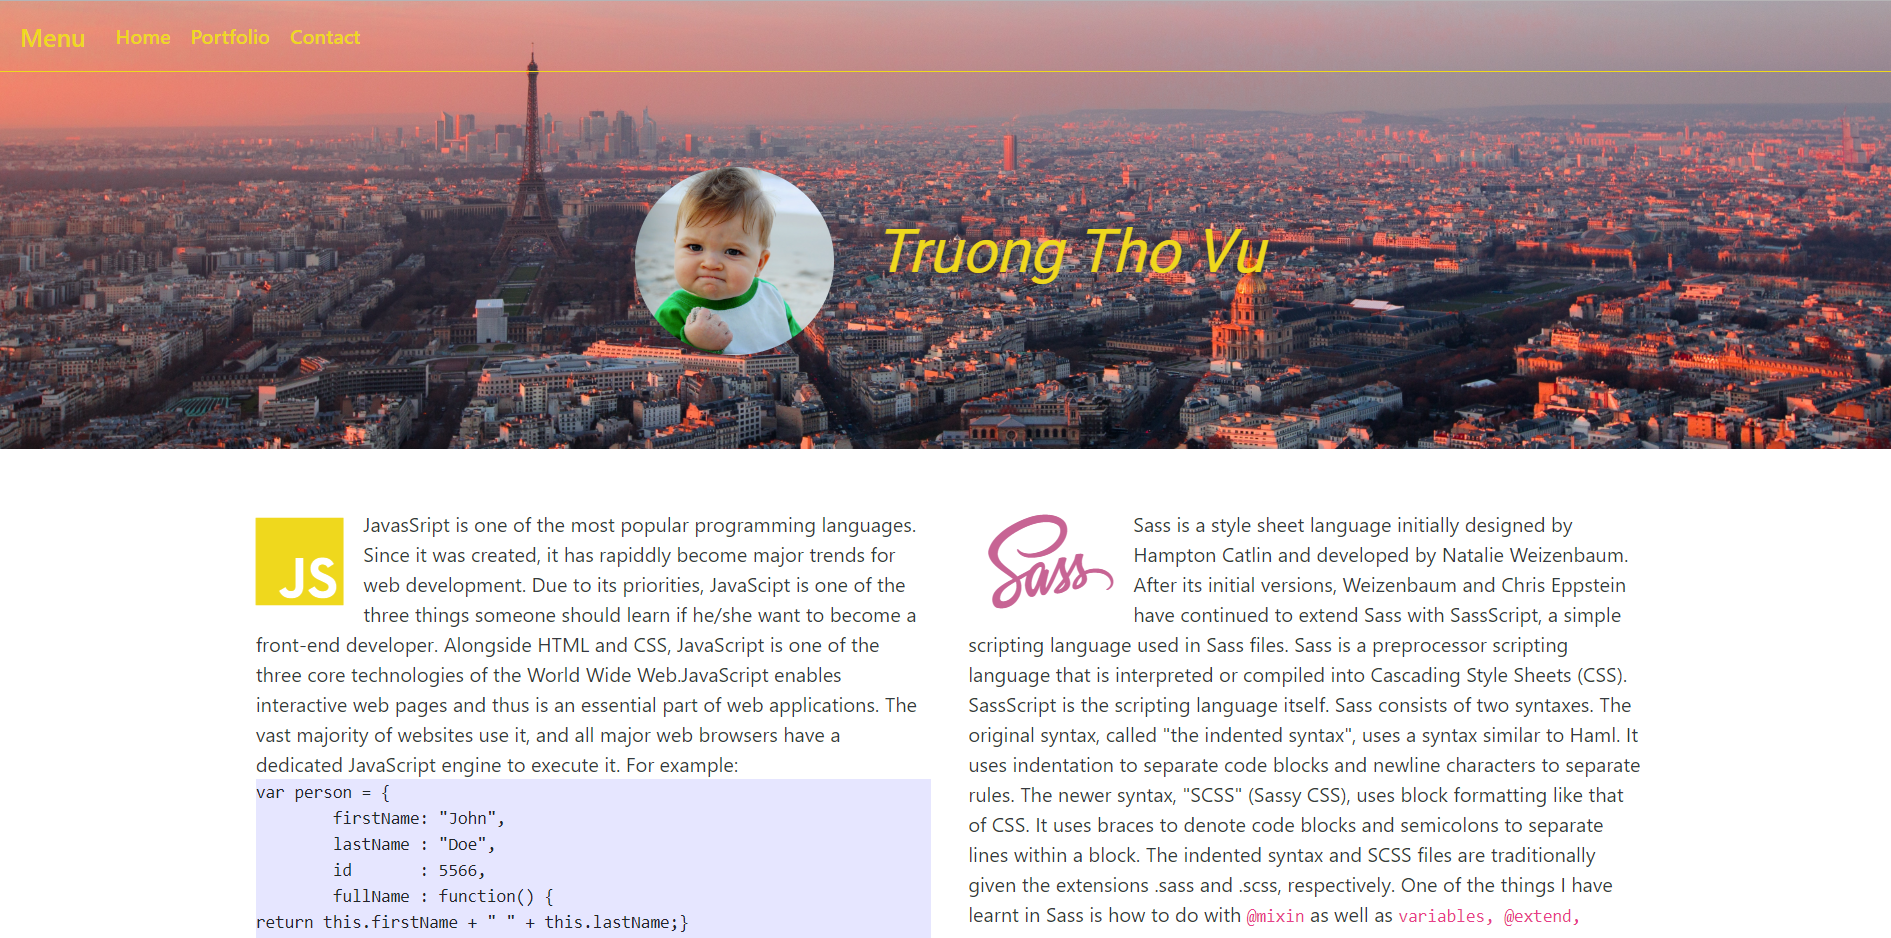 Menu Home Portfolio Contact
Truong Tho Vu
JS
JavasSript is one of the most popular programming languages.
Since it was created, it has rapiddly become major trends for
web development. Due to its priorities, JavaScipt is one of the
three things someone should learn if he/she want to become a
front-end developer. Alongside HTML and CSS, JavaScript is one of the
three core technologies of the World Wide Web.JavaScript enables
interactive web pages and thus is an essential part of web applications. The
vast majority of websites use it, and all major web browsers have a
dedicated JavaScript engine to execute it. For example:
var person = {
firstName: "John",
lastName : "Doe",
id : 5566,
fullName : function() {
return this.firstName + " " + this.lastName;}
Sass
Sass is a style sheet language initially designed by
Hampton Catlin and developed by Natalie Weizenbaum.
After its initial versions, Weizenbaum and Chris Eppstein
have continued to extend Sass with SassScript, a simple
scripting language used in Sass files. Sass is a preprocessor scripting
language that is interpreted or compiled into Cascading Style Sheets (CSS).
SassScript is the scripting language itself. Sass consists of two syntaxes. The
original syntax, called "the indented syntax", uses a syntax similar to Haml. It
uses indentation to separate code blocks and newline characters to separate
rules. The newer syntax, "SCSS" (Sassy CSS), uses block formatting like that
of CSS. It uses braces to denote code blocks and semicolons to separate
lines within a block. The indented syntax and SCSS files are traditionally
given the extensions .sass and .scss, respectively. One of the things I have
learnt in Sass is how to do with @mixin as well as variables, @extend,